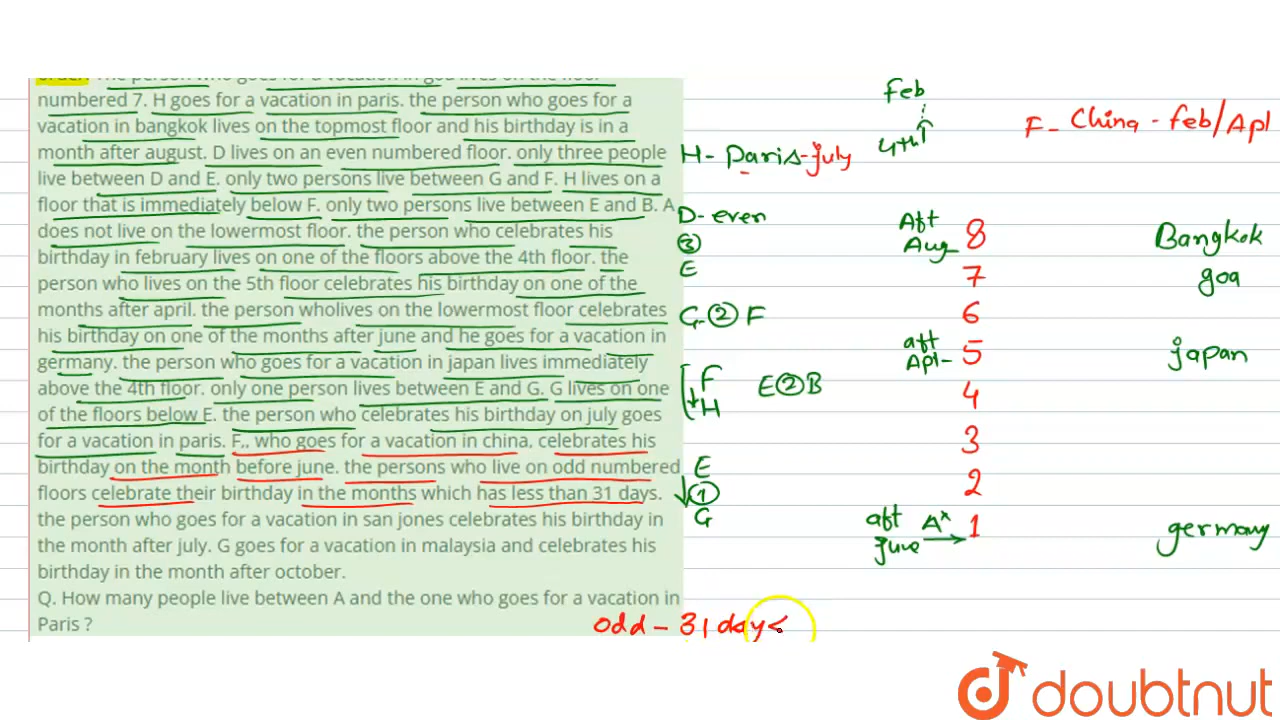 order. The person who goes for a vacation in goa lives on the floor
numbered 7. H goes for a vacation in paris. the person who goes for a
vacation in bangkok lives on the topmost floor and his birthday is in a
month after august. D lives on an even numbered floor. only three people
live between D and E. only two persons live between G and F. H lives on a
floor that is immediately below F. only two persons live between E and B. A
does not live on the lowermost floor. the person who celebrates his
birthday in february lives on one of the floors above the 4th floor. the
person who lives on the 5th floor celebrates his birthday on one of the
months after april. the person wholives on the lowermost floor celebrates
his birthday on one of the months after june and he goes for a vacation in
germany. the person who goes for a vacation in japan lives immediately
above the 4th floor. only one person lives between E and G. G lives on one
of the floors below E. the person who celebrates his birthday on july goes
for a vacation in paris. F,, who goes for a vacation in china. celebrates his
birthday on the month before june. the persons who live on odd numbered
floors celebrate their birthday in the months which has less than 31 days.
the person who goes for a vacation in san jones celebrates his birthday in
the month after july. G goes for a vacation in malaysia and celebrates his
birthday in the month after october.
Q. How many people live between A and the one who goes for a vacation in
Paris ?
Feb
4th↑
F- China - feb/Apl
H- Paris-July
D- even
③
E
G ② F
F
↓ H
E ② B
E
↓ ①
G
Aft
Aug 8 Bangkok
7 goa
6
aft
Apl- 5 japan
4
3
2
aft
june A× → 1 germany
odd - 31 day<
doubtnut